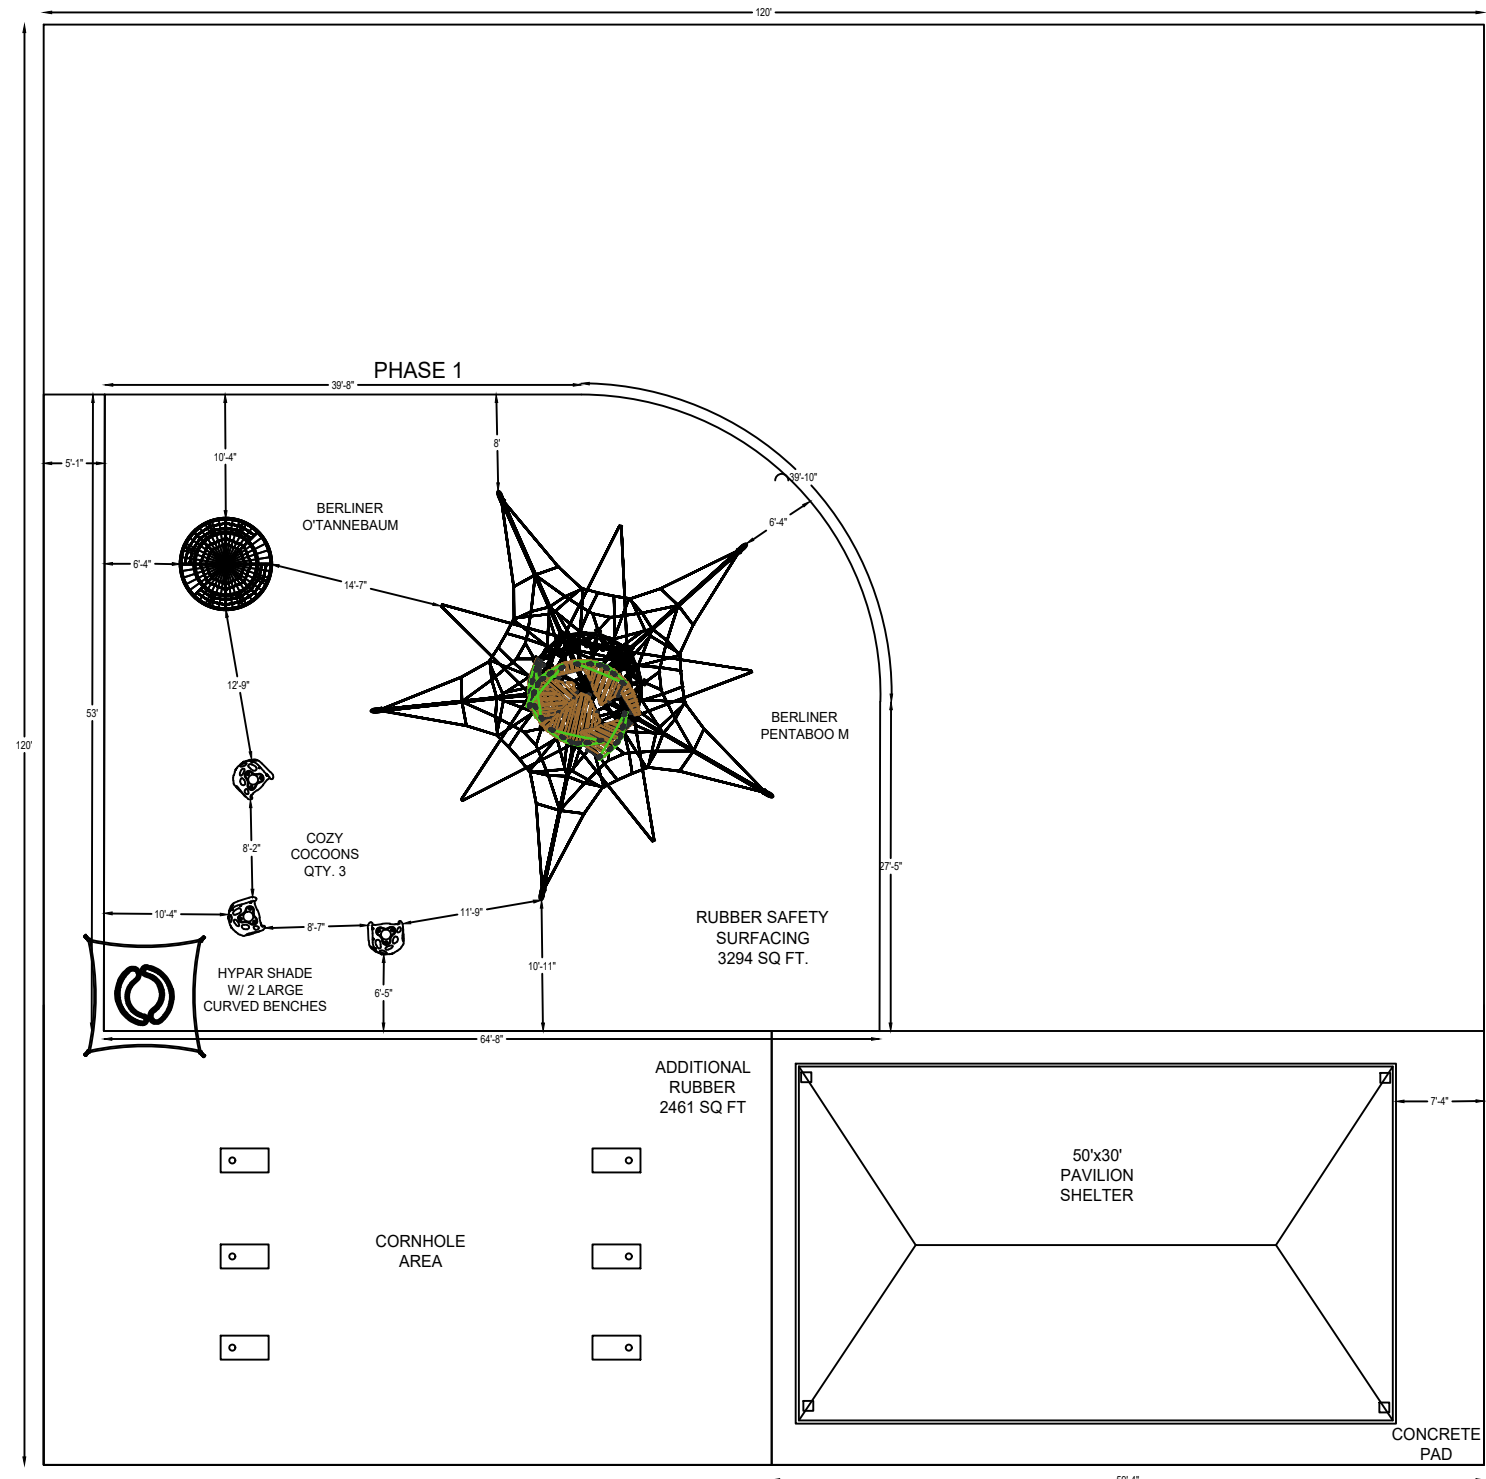 120'
PHASE 1
39'-8"
8'
10'-4"
5'-1"
39'-10"
BERLINER
O'TANNEBAUM
6'-4"
6'-4"
14'-7"
12'-9"
53'
BERLINER
PENTABOO M
120'
COZY
COCOONS
QTY. 3
8'-2"
27'-5"
10'-4"
8'-7"
11'-9"
RUBBER SAFETY
SURFACING
3294 SQ FT.
10'-11"
HYPAR SHADE
W/ 2 LARGE
CURVED BENCHES
6'-5"
64'-8"
ADDITIONAL
RUBBER
2461 SQ FT
7'-4"
50'x30'
PAVILION
SHELTER
CORNHOLE
AREA
CONCRETE
PAD